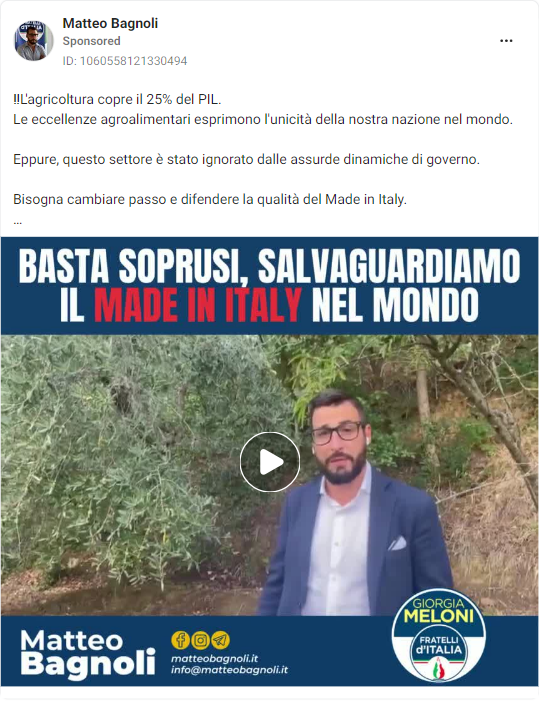 Matteo Bagnoli
Sponsored
ID: 1060558121330494
‼L'agricoltura copre il 25% del PIL.
Le eccellenze agroalimentari esprimono l'unicità della nostra nazione nel mondo.
Eppure, questo settore è stato ignorato dalle assurde dinamiche di governo.
Bisogna cambiare passo e difendere la qualità del Made in Italy.
...
BASTA SOPRUSI, SALVAGUARDIAMO
IL MADE IN ITALY NEL MONDO
GIORGIA
MELONI
FRATELLI
d'ITALIA
Matteo
Bagnoli
matteobagnoli.it
info@matteobagnoli.it